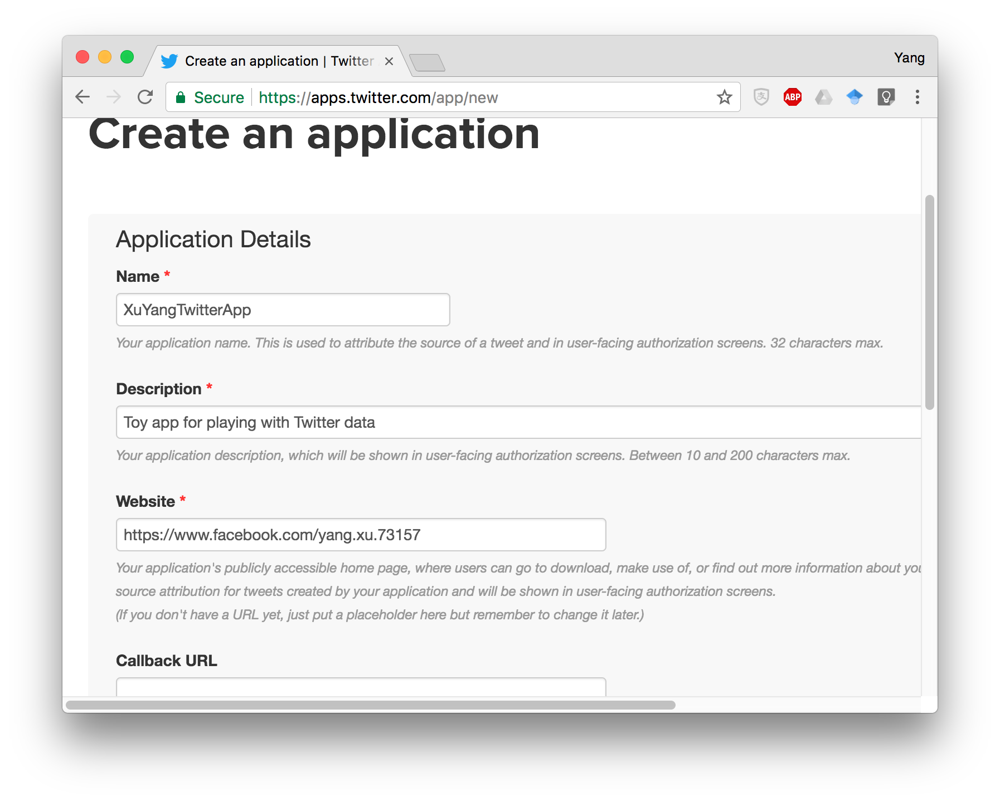 Create an application | Twitter
Yang
Secure
https://apps.twitter.com/app/new
支
ABP
Create an application
Application Details
Name *
XuYangTwitterApp
Your application name. This is used to attribute the source of a tweet and in user-facing authorization screens. 32 characters max.
Description *
Toy app for playing with Twitter data
Your application description, which will be shown in user-facing authorization screens. Between 10 and 200 characters max.
Website *
https://www.facebook.com/yang.xu.73157
Your application's publicly accessible home page, where users can go to download, make use of, or find out more information about you
source attribution for tweets created by your application and will be shown in user-facing authorization screens.
(If you don't have a URL yet, just put a placeholder here but remember to change it later.)
Callback URL